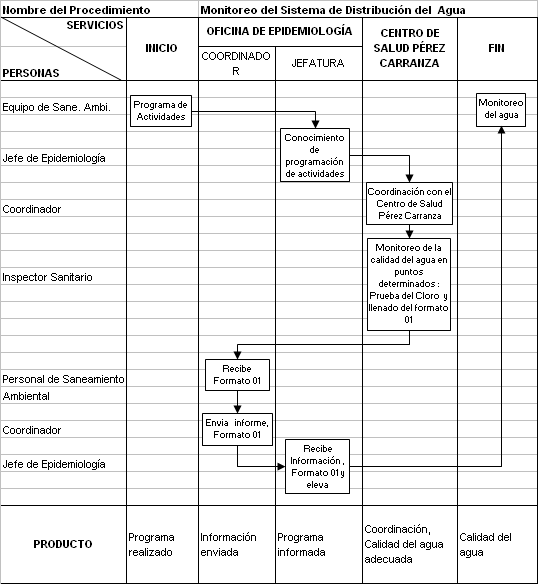 Nombre del Procedimiento
Monitoreo del Sistema de Distribución del Agua
SERVICIOS
PERSONAS
INICIO
OFICINA DE EPIDEMIOLOGÍA
COORDINADO
R
JEFATURA
CENTRO DE
SALUD PÉREZ
CARRANZA
FIN
Equipo de Sane. Ambi.
Programa de
Actividades
Monitoreo
del agua
Conocimiento
de
programación
de actividades
Jefe de Epidemiología
Coordinación con el
Centro de Salud
Pérez Carranza
Coordinador
Monitoreo de la
calidad del agua en
puntos
determinados :
Prueba del Cloro y
llenado del formato
01
Inspector Sanitario
Recibe
Formato 01
Personal de Saneamiento
Ambiental
Envia informe,
Formato 01
Coordinador
Recibe
Información ,
Formato 01 y
eleva
Jefe de Epidemiología
PRODUCTO
Programa
realizado
Información
enviada
Programa
informada
Coordinación,
Calidad del agua
adecuada
Calidad del
agua